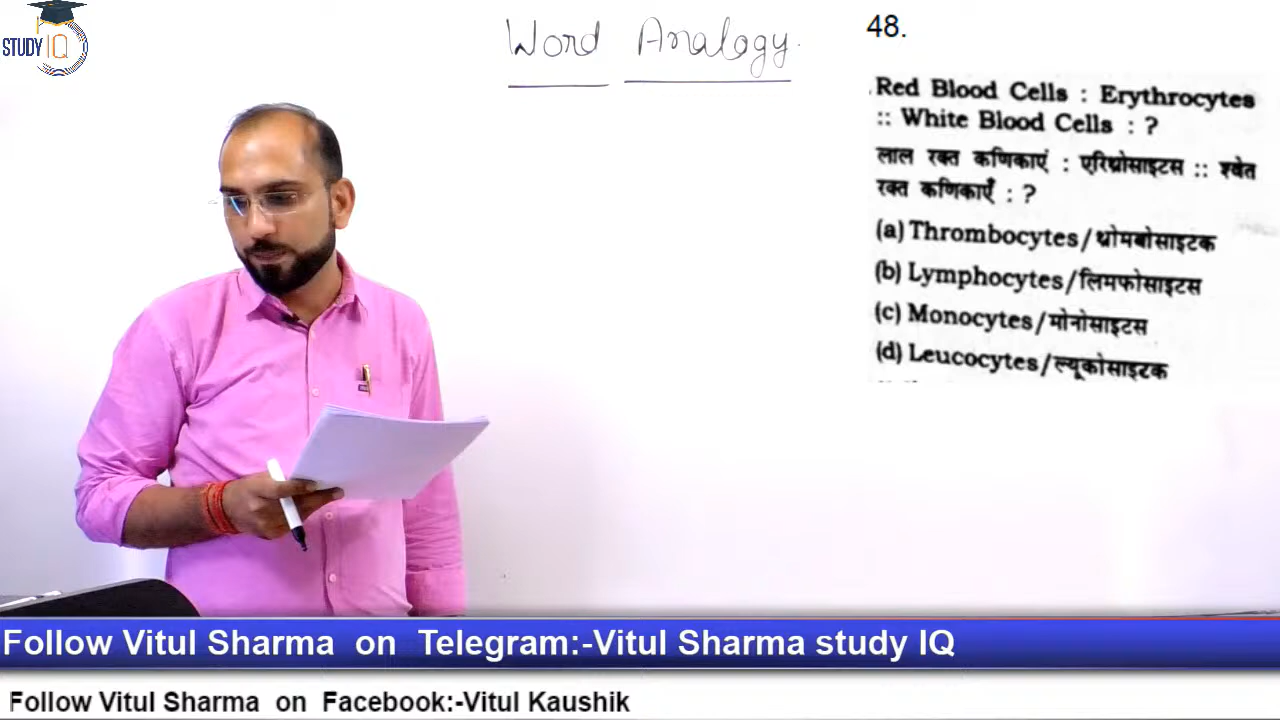 STUDY IQ
Word Analogy.
48.
Red Blood Cells : Erythrocytes
:: White Blood Cells : ?
लाल रक्त कणिकाएं : एरिथ्रोसाइटस :: श्वेत
रक्त कणिकाएँ : ?
(a) Thrombocytes/थ्रोमबोसाइटक
(b) Lymphocytes/लिमफोसाइटस
(c) Monocytes/मोनोसाइटस
(d) Leucocytes/ल्यूकोसाइटक
Follow Vitul Sharma on Telegram:-Vitul Sharma study IQ
Follow Vitul Sharma on Facebook:-Vitul Kaushik